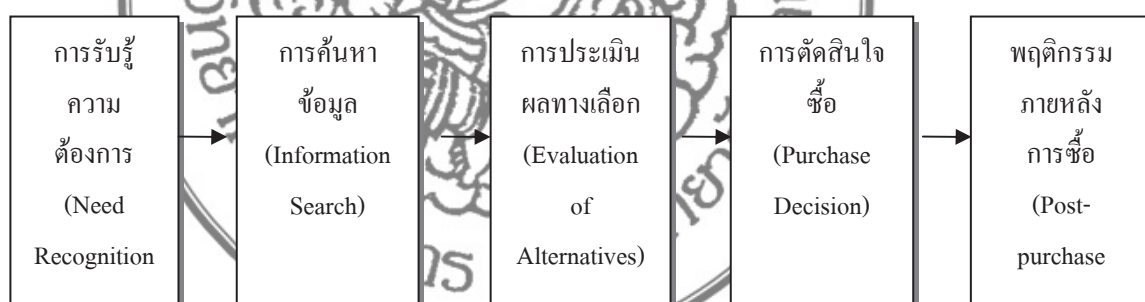 การรับรู้
ความ
ต้องการ
(Need
Recognition
การค้นหา
ข้อมูล
(Information
Search)
การประเมิน
ผลทางเลือก
(Evaluation
of
Alternatives)
การตัดสินใจ
ซื้อ
(Purchase
Decision)
พฤติกรรม
ภายหลัง
การซื้อ
(Post-
purchase